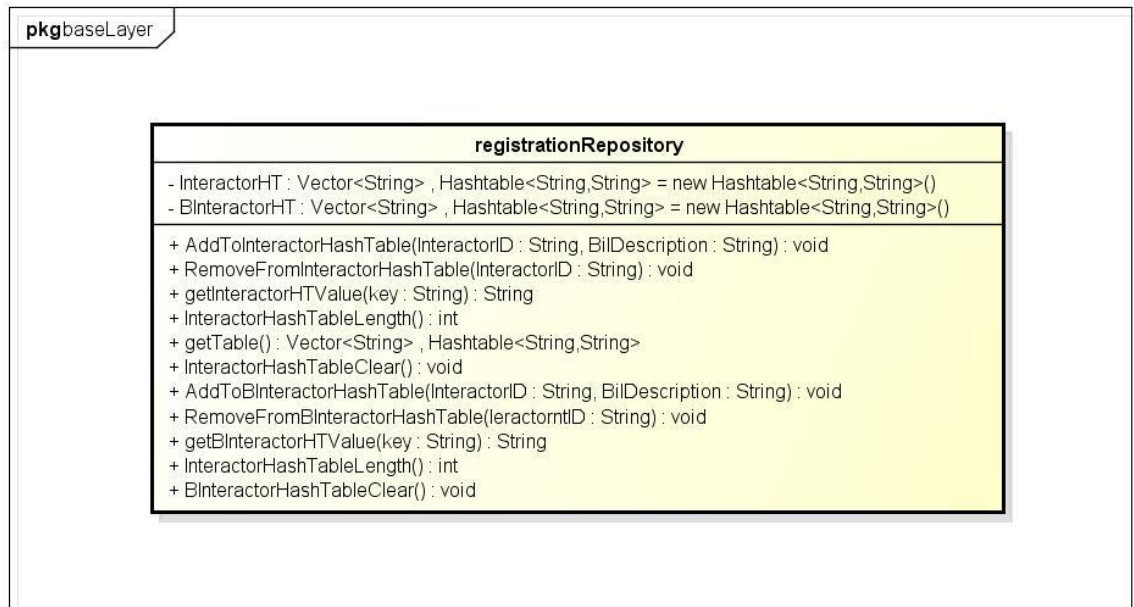 pkg baseLayer
registrationRepository
- InteractorHT : Vector<String> , Hashtable<String,String> = new Hashtable<String,String>()
- BInteractorHT : Vector<String> , Hashtable<String,String> = new Hashtable<String,String>()
+ AddToInteractorHashTable(InteractorID : String, BilDescription : String) : void
+ RemoveFromInteractorHashTable(InteractorID : String) : void
+ getInteractorHTValue(key : String) : String
+ InteractorHashTableLength() : int
+ getTable() : Vector<String> , Hashtable<String,String>
+ InteractorHashTableClear() : void
+ AddToBInteractorHashTable(InteractorID : String, BilDescription : String) : void
+ RemoveFromBInteractorHashTable(IeractorntID : String) : void
+ getBInteractorHTValue(key : String) : String
+ InteractorHashTableLength() : int
+ BInteractorHashTableClear() : void